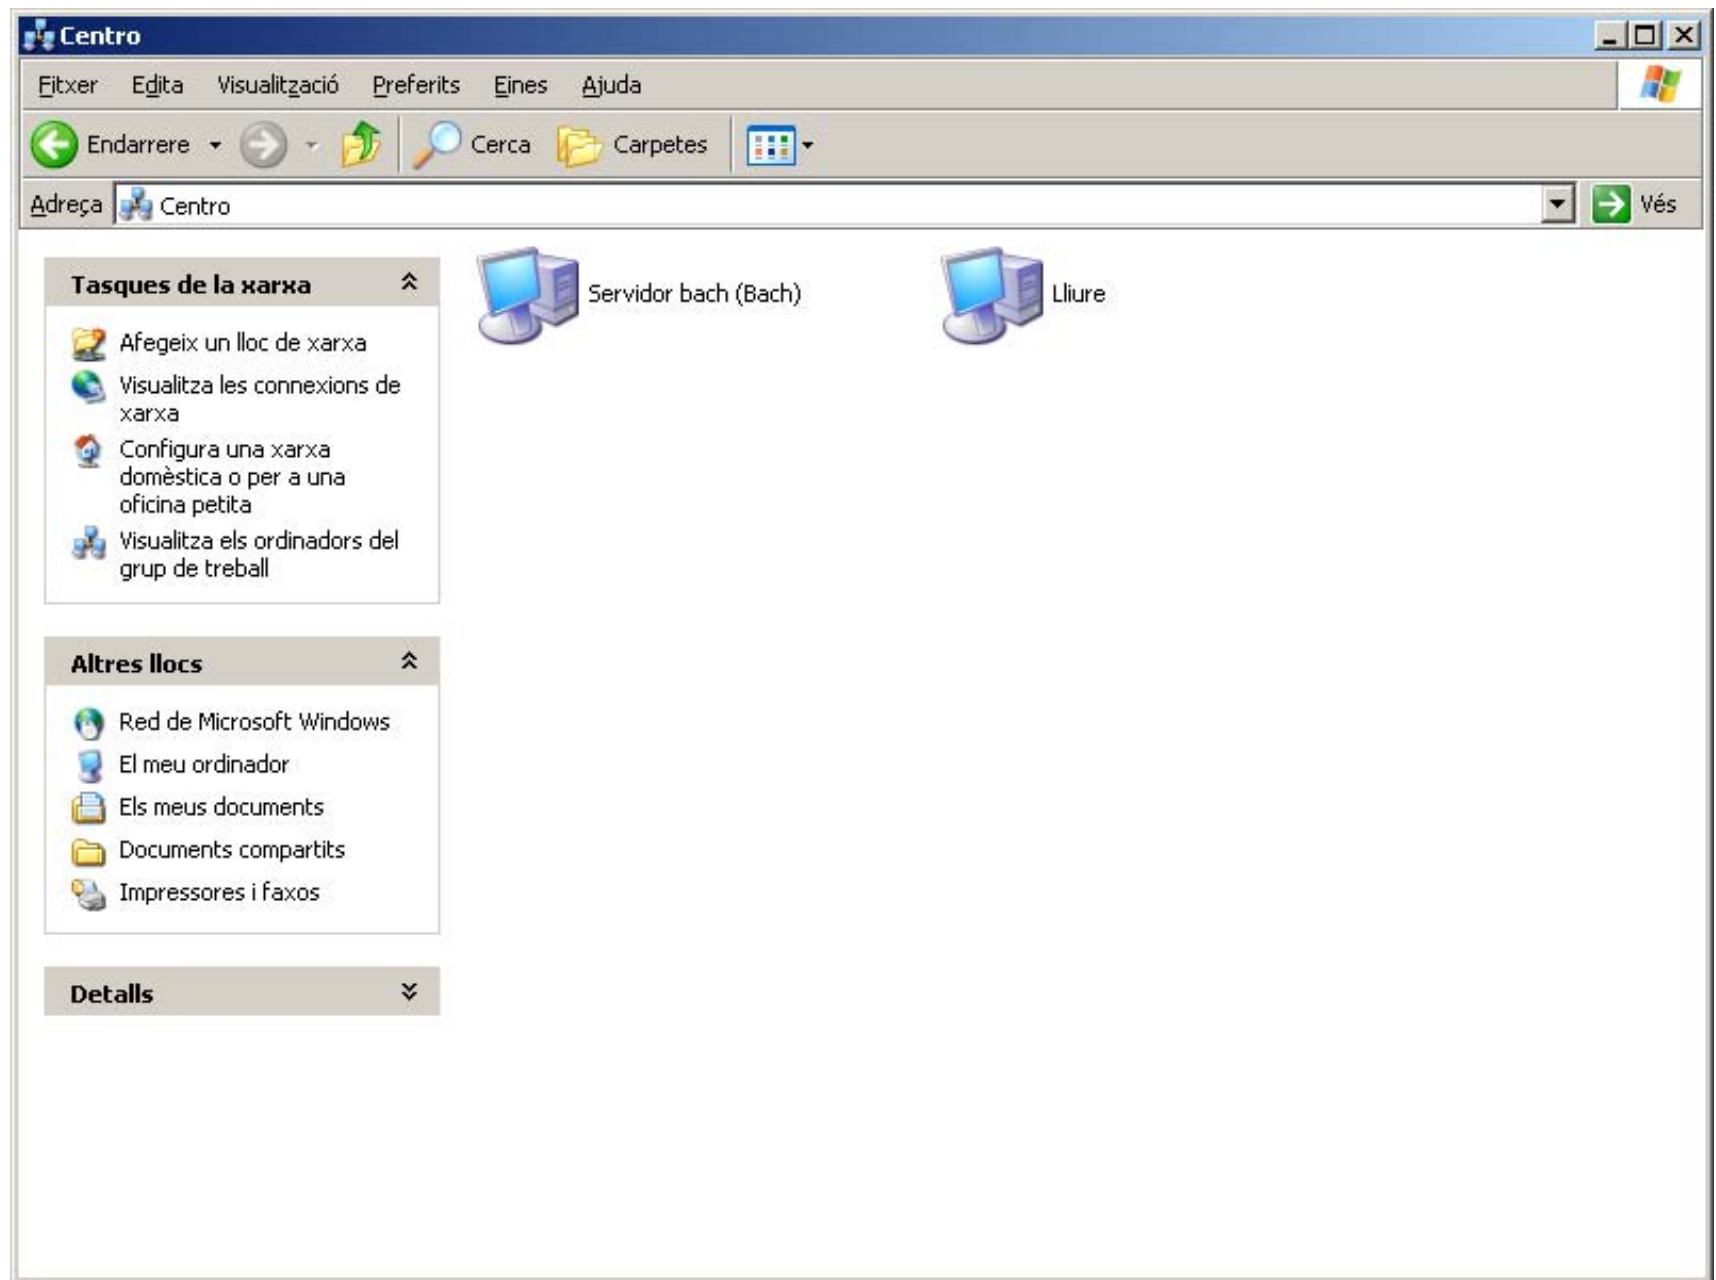 Centro
Fitxer Edita Visualització Preferits Eines Ajuda
Endarrere Cerca Carpetes
Adreça Centro Vés
Tasques de la xarxa
Afegeix un lloc de xarxa
Visualitza les connexions de
xarxa
Configura una xarxa
domèstica o per a una
oficina petita
Visualitza els ordinadors del
grup de treball
Altres llocs
Red de Microsoft Windows
El meu ordinador
Els meus documents
Documents compartits
Impressores i faxos
Detalls
Servidor bach (Bach)
Lliure